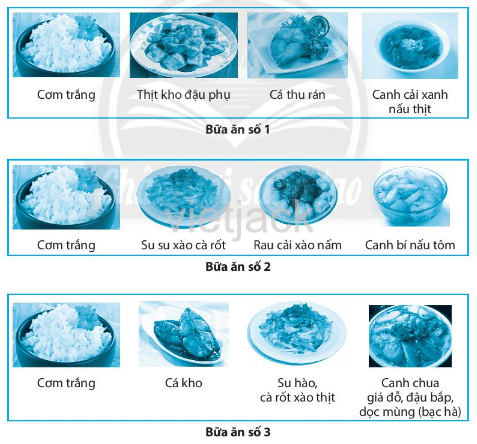 Cơm trắng
Thịt kho đậu phụ
Cá thu rán
Canh cải xanh
nấu thịt
Bữa ăn số 1
Cơm trắng
Su su xào cà rốt
Rau cải xào nấm
Canh bí nấu tôm
vietjack
Bữa ăn số 2
Cơm trắng
Cá kho
Su hào,
cà rốt xào thịt
Canh chua
giá đỗ, đậu bắp,
dọc mùng (bạc hà)
Bữa ăn số 3